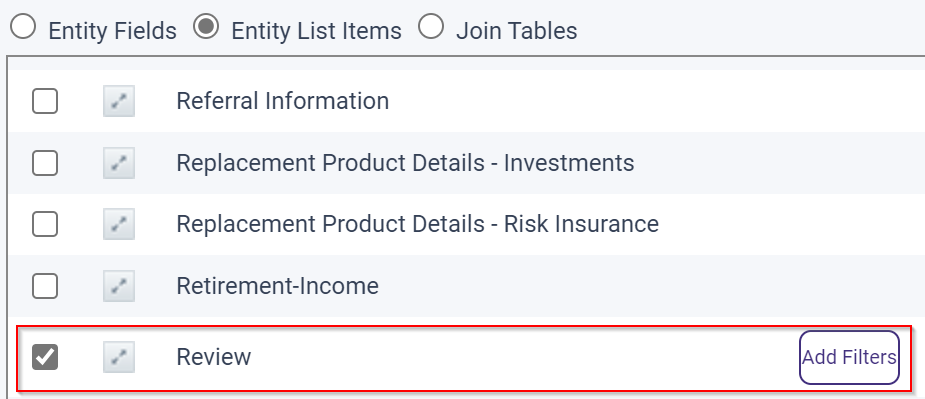 Entity Fields Entity List Items Join Tables
Referral Information
Replacement Product Details - Investments
Replacement Product Details - Risk Insurance
Retirement-Income
Review Add Filters